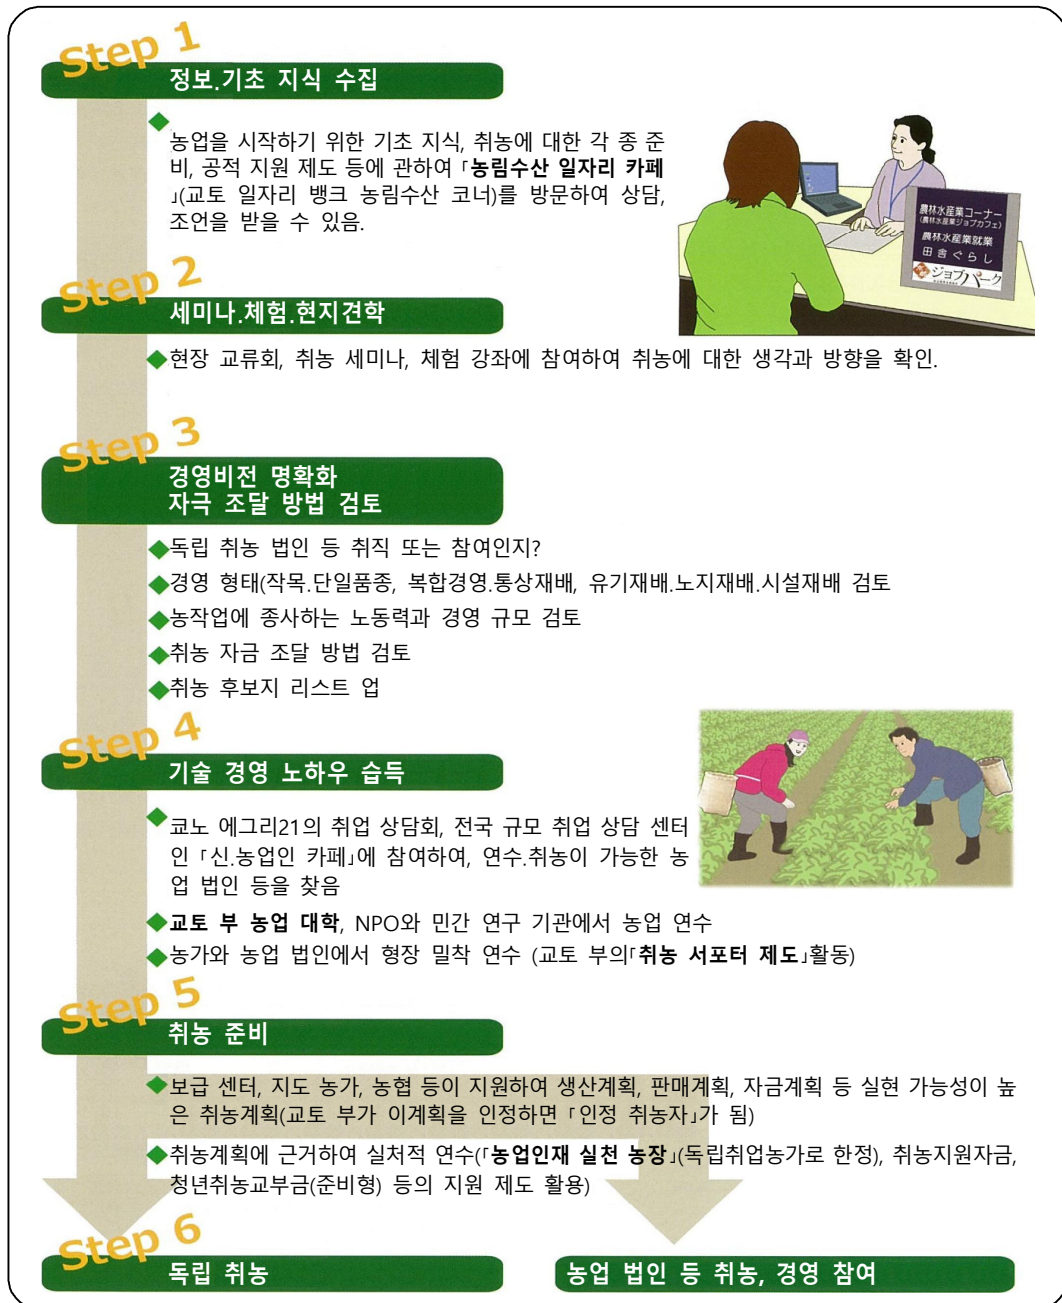 Step 1
정보.기초 지식 수집
농업을 시작하기 위한 기초 지식, 취농에 대한 각 종 준
비, 공적 지원 제도 등에 관하여 「농림수산 일자리 카페
」(교토 일자리 뱅크 농림수산 코너)를 방문하여 상담,
조언을 받을 수 있음.
農林水産業コーナー
(農林水産業ジョブカフェ)
農林水産業就業
田舎ぐらし
ジョブパーク
Step 2
세미나.체험.현지견학
현장 교류회, 취농 세미나, 체험 강좌에 참여하여 취농에 대한 생각과 방향을 확인.
Step 3
경영비전 명확화
자극 조달 방법 검토
독립 취농 법인 등 취직 또는 참여인지?
경영 형태(작목.단일품종, 복합경영.통상재배, 유기재배.노지재배.시설재배 검토
농작업에 종사하는 노동력과 경영 규모 검토
취농 자금 조달 방법 검토
취농 후보지 리스트 업
Step 4
기술 경영 노하우 습득
쿄노 에그리21의 취업 상담회, 전국 규모 취업 상담 센터
인 「신.농업인 카페」에 참여하여, 연수.취농이 가능한 농
업 법인 등을 찾음
교토 부 농업 대학, NPO와 민간 연구 기관에서 농업 연수
농가와 농업 법인에서 형장 밀착 연수 (교토 부의「취농 서포터 제도」활동)
Step 5
취농 준비
보급 센터, 지도 농가, 농협 등이 지원하여 생산계획, 판매계획, 자금계획 등 실현 가능성이 높
은 취농계획(교토 부가 이계획을 인정하면 「인정 취농자」가 됨)
취농계획에 근거하여 실처적 연수(「농업인재 실천 농장」(독립취업농가로 한정), 취농지원자금,
청년취농교부금(준비형) 등의 지원 제도 활용)
Step 6
독립 취농
농업 법인 등 취농, 경영 참여